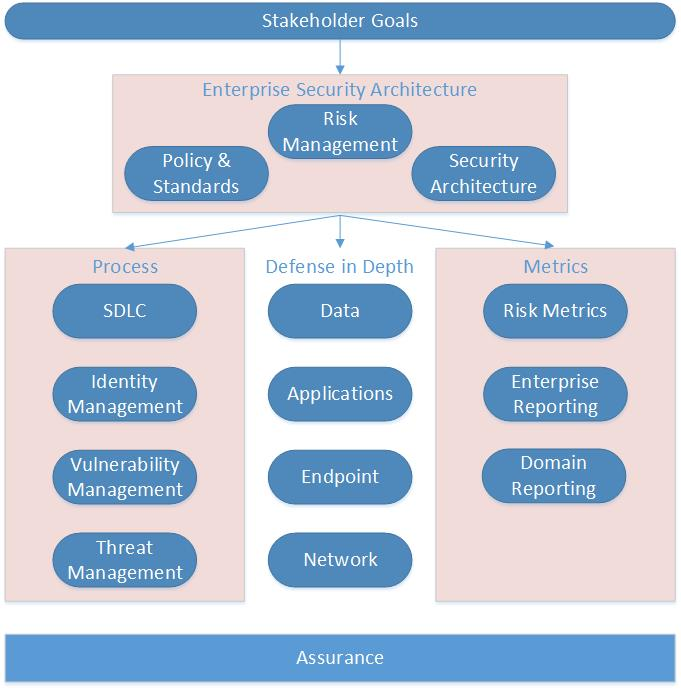 Stakeholder Goals
Enterprise Security Architecture
Risk
Management
Policy &
Standards
Security
Architecture
Process
SDLC
Identity
Management
Vulnerability
Management
Threat
Management
Defense in Depth
Data
Applications
Endpoint
Network
Metrics
Risk Metrics
Enterprise
Reporting
Domain
Reporting
Assurance